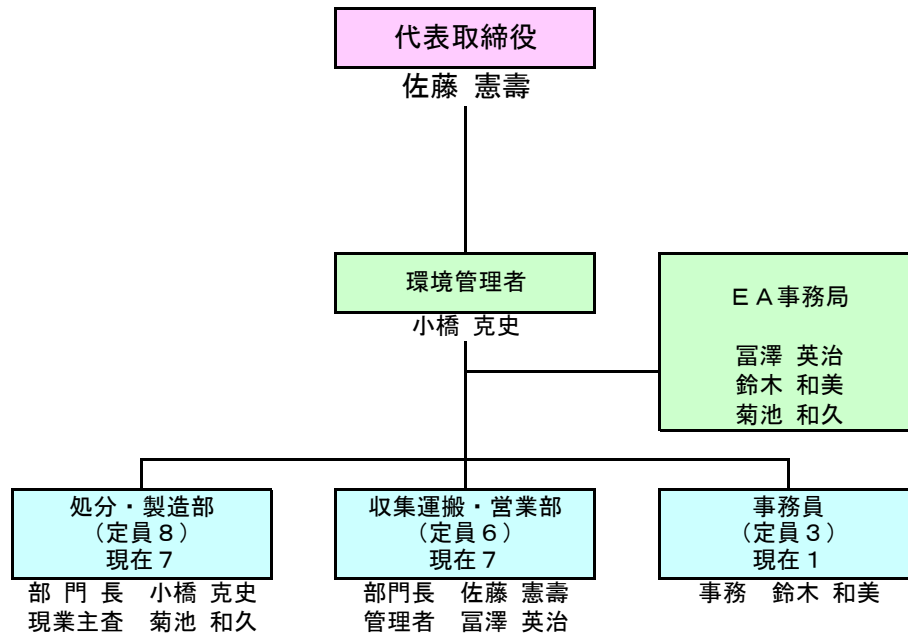 代表取締役
佐藤 憲壽
環境管理者
小橋 克史
ＥＡ事務局
冨澤 英治
鈴木 和美
菊池 和久
処分・製造部
（定員８）
現在７
部 門 長 小橋 克史
現業主査 菊池 和久
収集運搬・営業部
（定員６）
現在７
部門長 佐藤 憲壽
管理者 冨澤 英治
事務員
（定員３）
現在１
事務 鈴木 和美